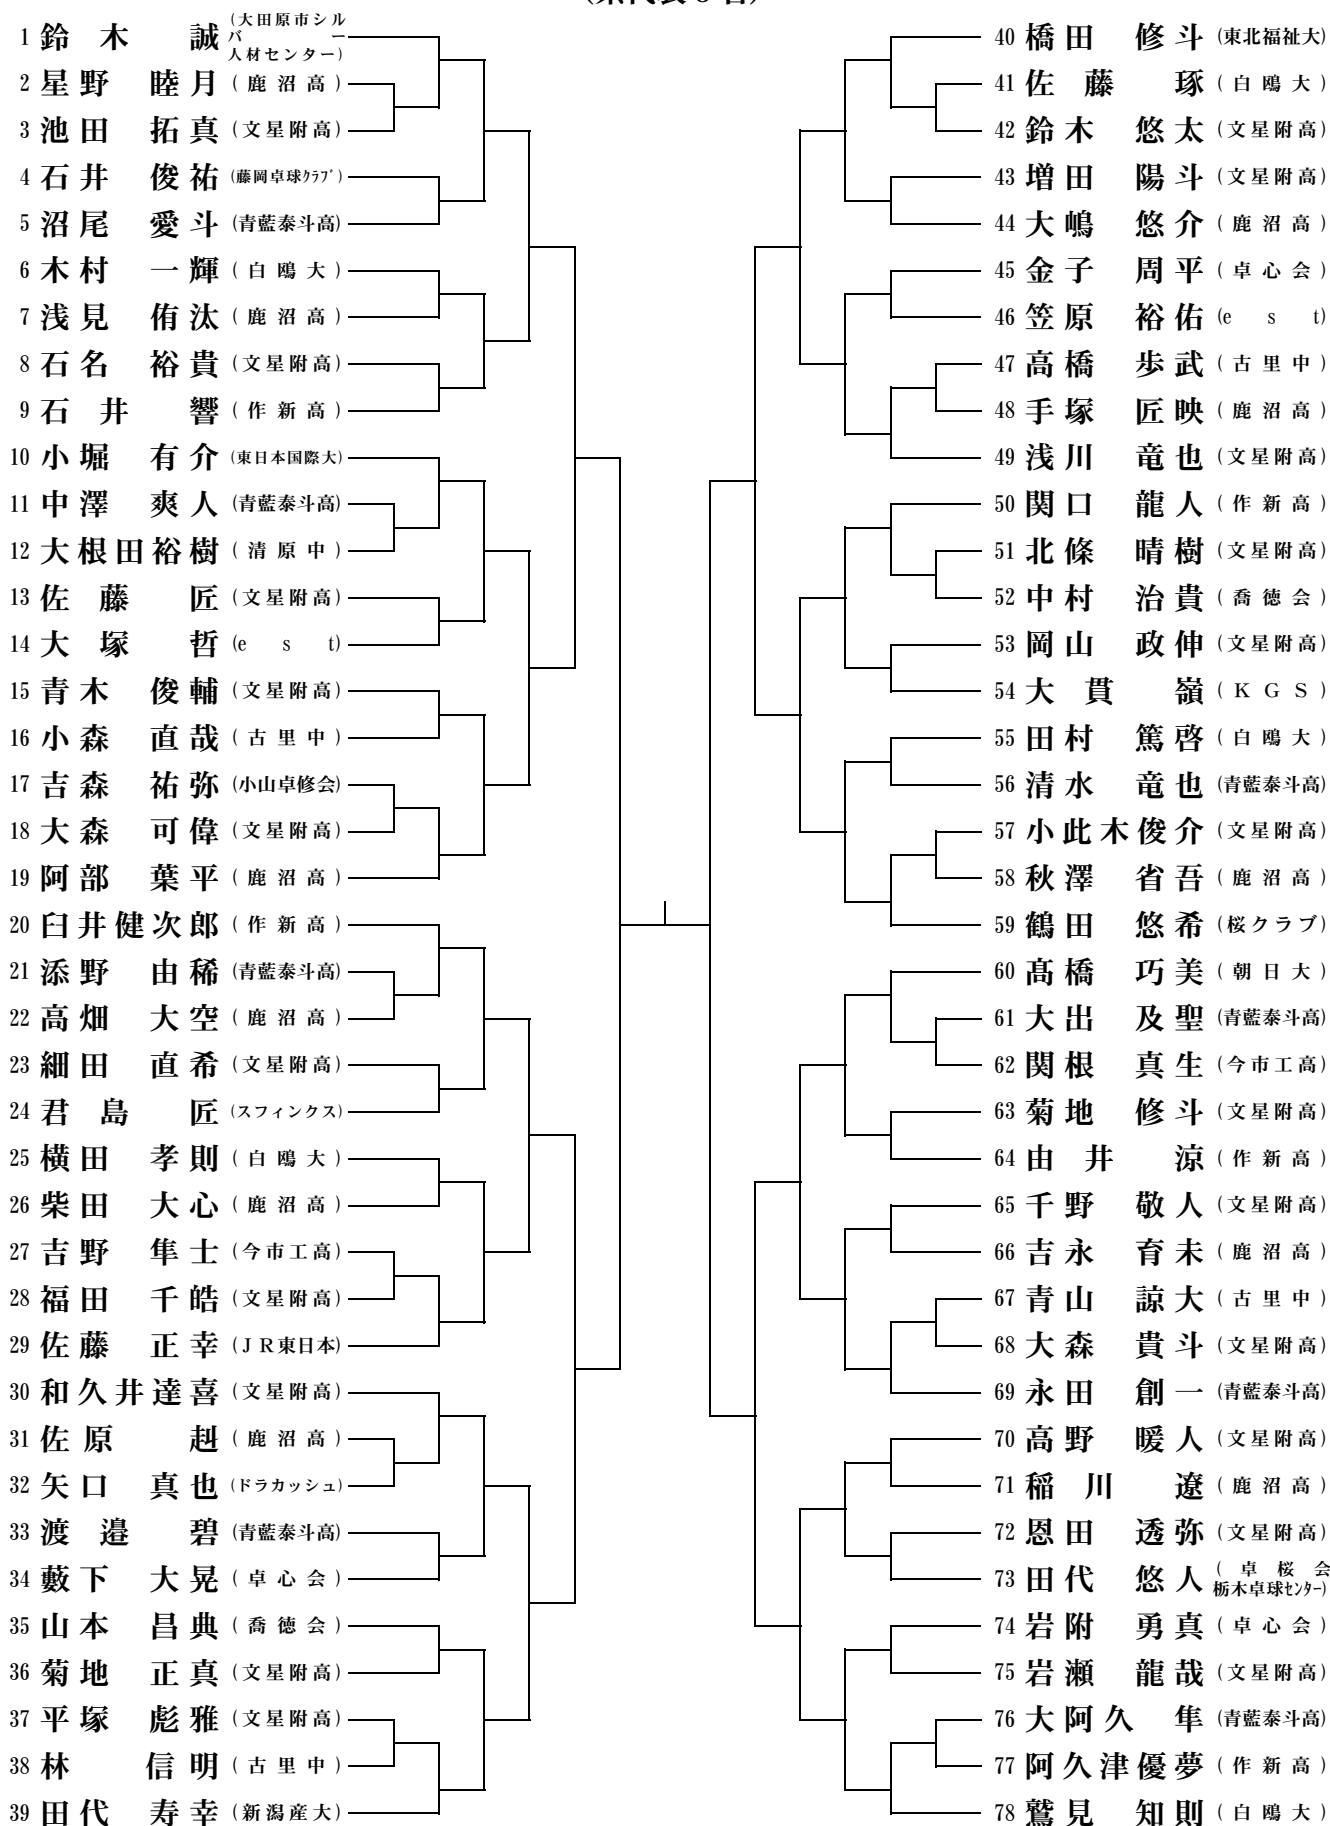 1 鈴木 誠 (大田原市シルバー人材センター)
2 星野 睦月 (鹿沼高)
3 池田 拓真 (文星附高)
4 石井 俊祐 (藤岡卓球ｸﾗﾌﾞ)
5 沼尾 愛斗 (青藍泰斗高)
6 木村 一輝 (白鴎大)
7 浅見 侑汰 (鹿沼高)
8 石名 裕貴 (文星附高)
9 石井 響 (作新高)
10 小堀 有介 (東日本国際大)
11 中澤 爽人 (青藍泰斗高)
12 大根田裕樹 (清原中)
13 佐藤 匠 (文星附高)
14 大塚 哲 (est)
15 青木 俊輔 (文星附高)
16 小森 直哉 (古里中)
17 吉森 祐弥 (小山卓修会)
18 大森 可偉 (文星附高)
19 阿部 葉平 (鹿沼高)
20 臼井健次郎 (作新高)
21 添野 由稀 (青藍泰斗高)
22 高畑 大空 (鹿沼高)
23 細田 直希 (文星附高)
24 君島 匠 (スフィンクス)
25 横田 孝則 (白鴎大)
26 柴田 大心 (鹿沼高)
27 吉野 隼士 (今市工高)
28 福田 千皓 (文星附高)
29 佐藤 正幸 (ＪＲ東日本)
30 和久井達喜 (文星附高)
31 佐原 赳 (鹿沼高)
32 矢口 真也 (ドラカッシュ)
33 渡邉 碧 (青藍泰斗高)
34 藪下 大晃 (卓心会)
35 山本 昌典 (喬徳会)
36 菊地 正真 (文星附高)
37 平塚 彪雅 (文星附高)
38 林 信明 (古里中)
39 田代 寿幸 (新潟産大)
40 橋田 修斗 (東北福祉大)
41 佐藤 琢 (白鴎大)
42 鈴木 悠太 (文星附高)
43 増田 陽斗 (文星附高)
44 大嶋 悠介 (鹿沼高)
45 金子 周平 (卓心会)
46 笠原 裕佑 (est)
47 高橋 歩武 (古里中)
48 手塚 匠映 (鹿沼高)
49 浅川 竜也 (文星附高)
50 関口 龍人 (作新高)
51 北條 晴樹 (文星附高)
52 中村 治貴 (喬徳会)
53 岡山 政伸 (文星附高)
54 大貫 嶺 (ＫＧＳ)
55 田村 篤啓 (白鴎大)
56 清水 竜也 (青藍泰斗高)
57 小此木俊介 (文星附高)
58 秋澤 省吾 (鹿沼高)
59 鶴田 悠希 (桜クラブ)
60 髙橋 巧美 (朝日大)
61 大出 及聖 (青藍泰斗高)
62 関根 真生 (今市工高)
63 菊地 修斗 (文星附高)
64 由井 涼 (作新高)
65 千野 敬人 (文星附高)
66 吉永 育未 (鹿沼高)
67 青山 諒大 (古里中)
68 大森 貴斗 (文星附高)
69 永田 創一 (青藍泰斗高)
70 高野 暖人 (文星附高)
71 稲川 遼 (鹿沼高)
72 恩田 透弥 (文星附高)
73 田代 悠人 (卓桜会栃木卓球ｾﾝﾀｰ)
74 岩附 勇真 (卓心会)
75 岩瀬 龍哉 (文星附高)
76 大阿久 隼 (青藍泰斗高)
77 阿久津優夢 (作新高)
78 鷲見 知則 (白鴎大)